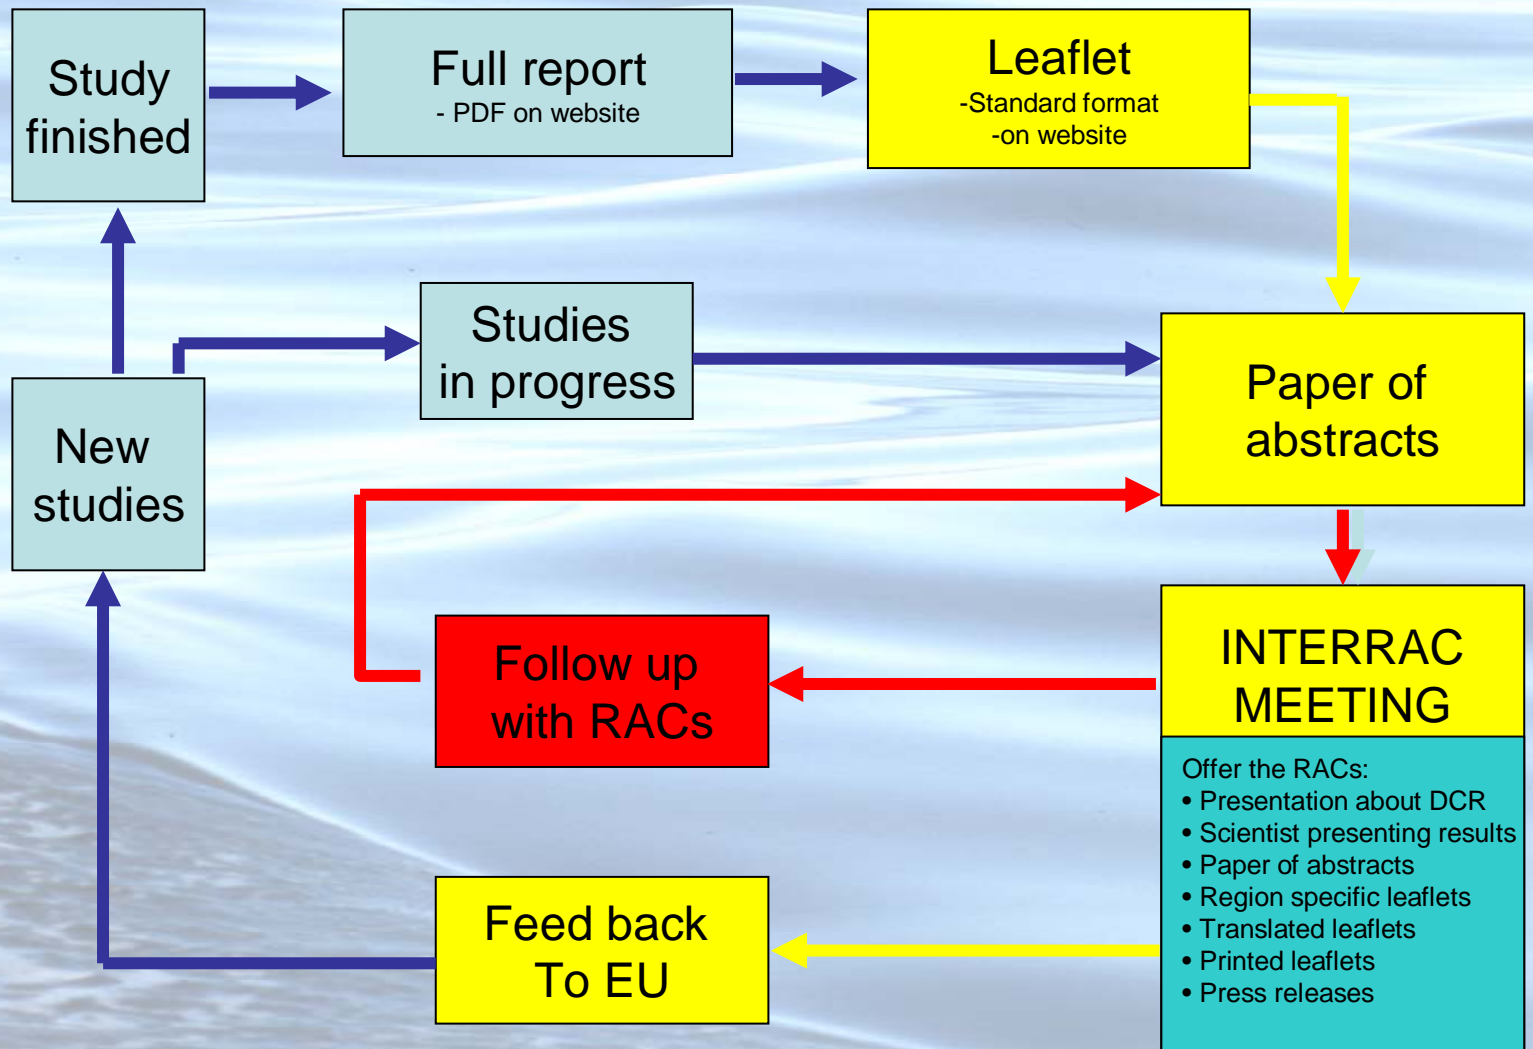 Study
finished
Full report
- PDF on website
Leaflet
-Standard format
-on website
Studies
in progress
New
studies
Paper of
abstracts
Follow up
with RACs
INTERRAC
MEETING
Offer the RACs:
• Presentation about DCR
• Scientist presenting results
• Paper of abstracts
• Region specific leaflets
• Translated leaflets
• Printed leaflets
• Press releases
Feed back
To EU